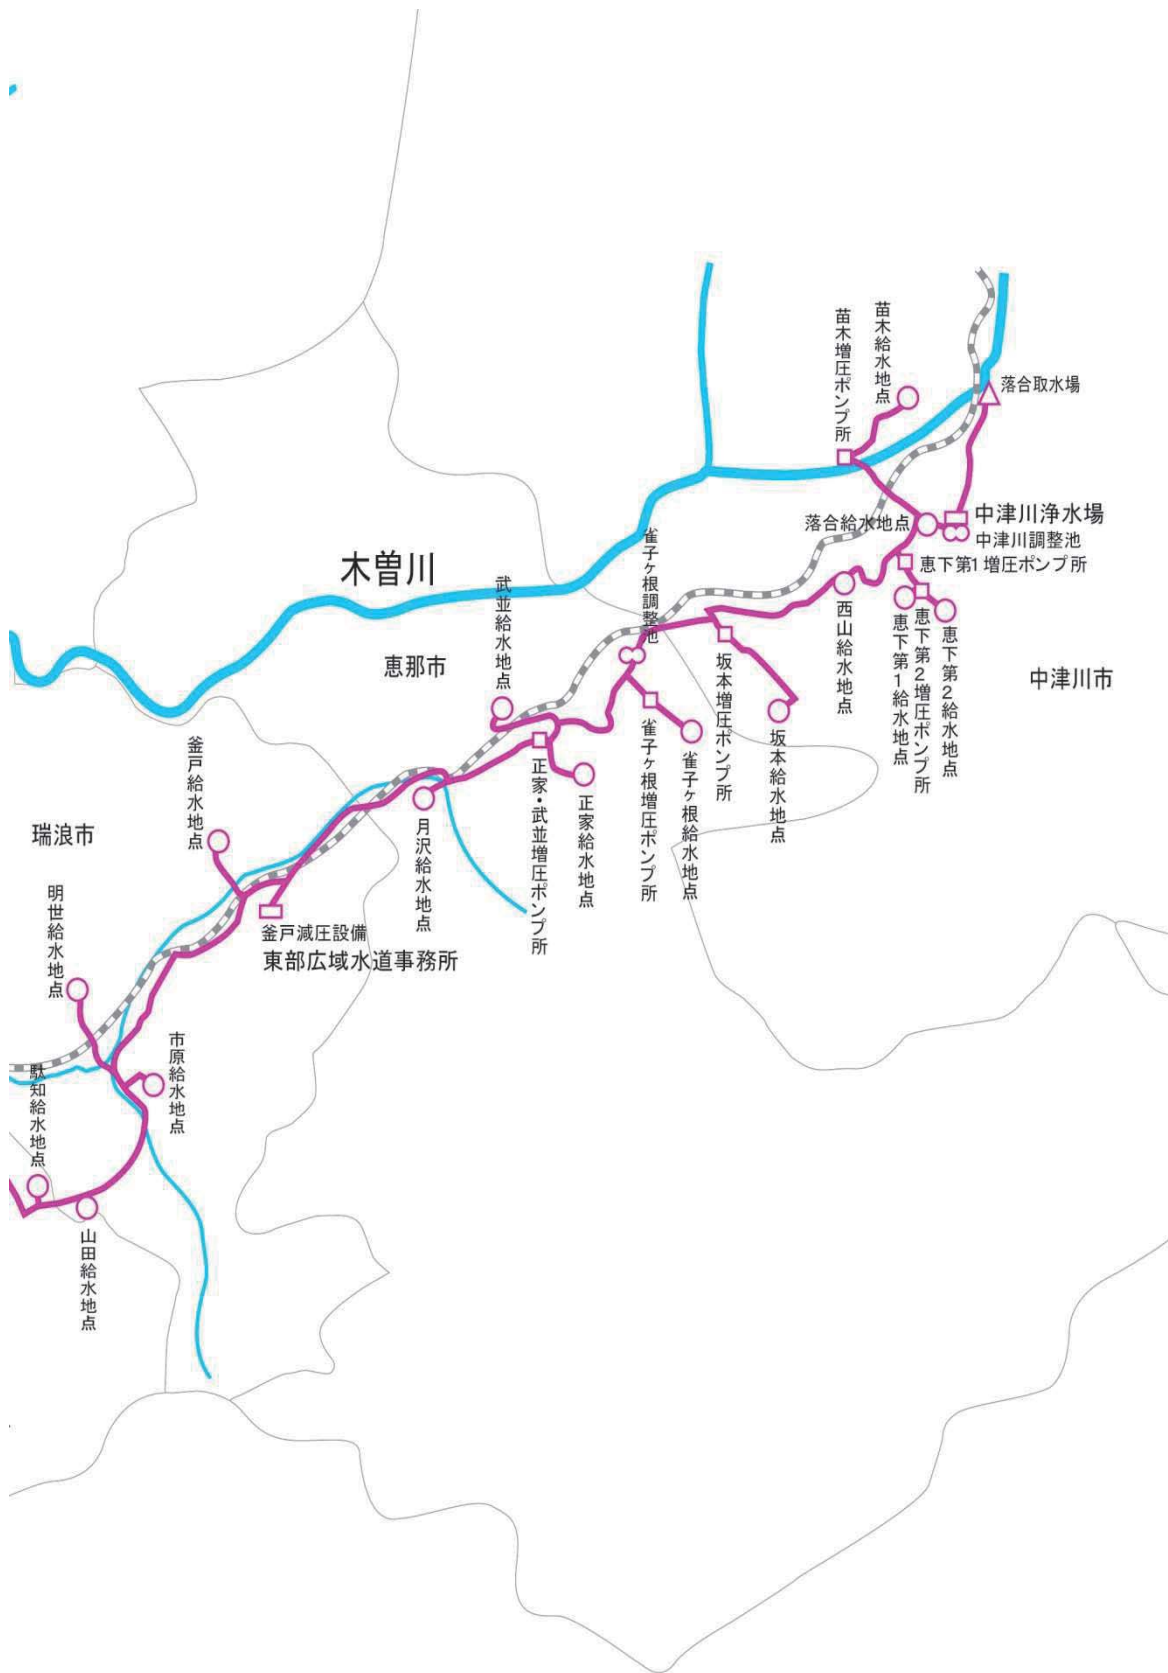 苗木給水地点
苗木増圧ポンプ所
落合取水場
中津川浄水場
落合給水地点
中津川調整池
恵下第1増圧ポンプ所
木曽川
雀子ヶ根調整池
武並給水地点
西山給水地点
恵下第1給水地点
恵下第2増圧ポンプ所
恵下第2給水地点
恵那市
中津川市
坂本増圧ポンプ所
坂本給水地点
雀子ヶ根増圧ポンプ所
雀子ヶ根給水地点
正家・武並増圧ポンプ所
正家給水地点
釜戸給水地点
月沢給水地点
瑞浪市
明世給水地点
釜戸減圧設備
東部広域水道事務所
市原給水地点
駄知給水地点
山田給水地点